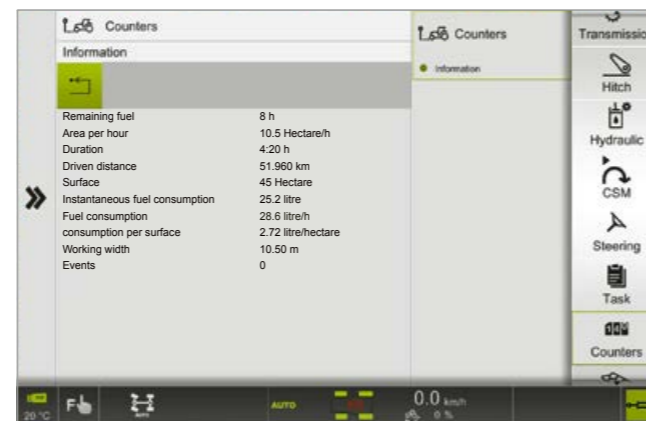 Counters
Information
Remaining fuel 8 h
Area per hour 10.5 Hectare/h
Duration 4:20 h
Driven distance 51.960 km
Surface 45 Hectare
Instantaneous fuel consumption 25.2 litre
Fuel consumption 28.6 litre/h
consumption per surface 2.72 litre/hectare
Working width 10.50 m
Events 0
Counters
Information
Transmissio
Hitch
Hydraulic
CSM
Steering
Task
Counters
20 °C
F
AUTO
AUTO
0.0 km/h
0 %